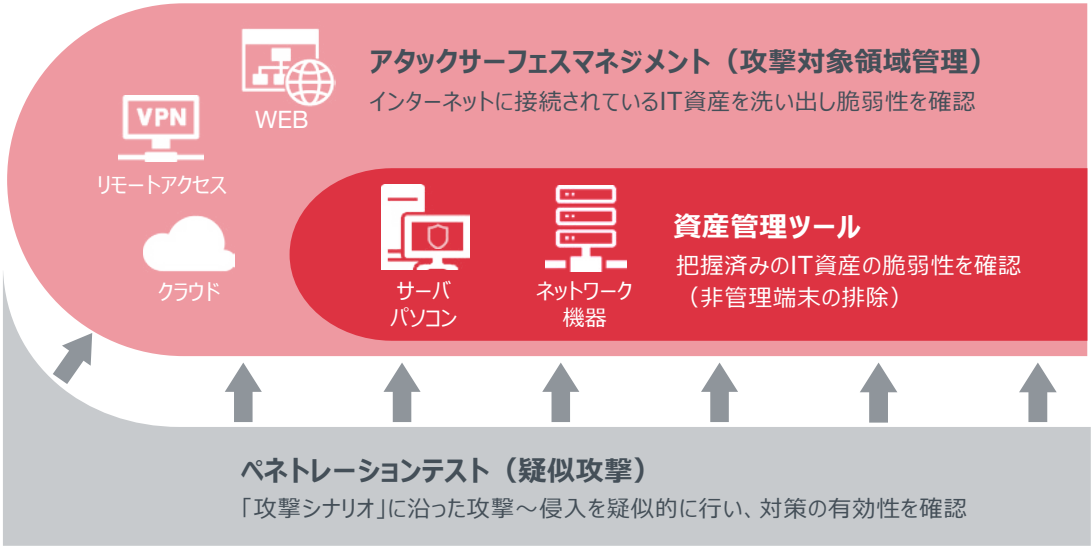 アタックサーフェスマネジメント（攻撃対象領域管理）
インターネットに接続されているIT資産を洗い出し脆弱性を確認
WEB
VPN
リモートアクセス
クラウド
サーバ
パソコン
ネットワーク
機器
資産管理ツール
把握済みのIT資産の脆弱性を確認
（非管理端末の排除）
ペネトレーションテスト（疑似攻撃）
「攻撃シナリオ」に沿った攻撃～侵入を疑似的に行い、対策の有効性を確認